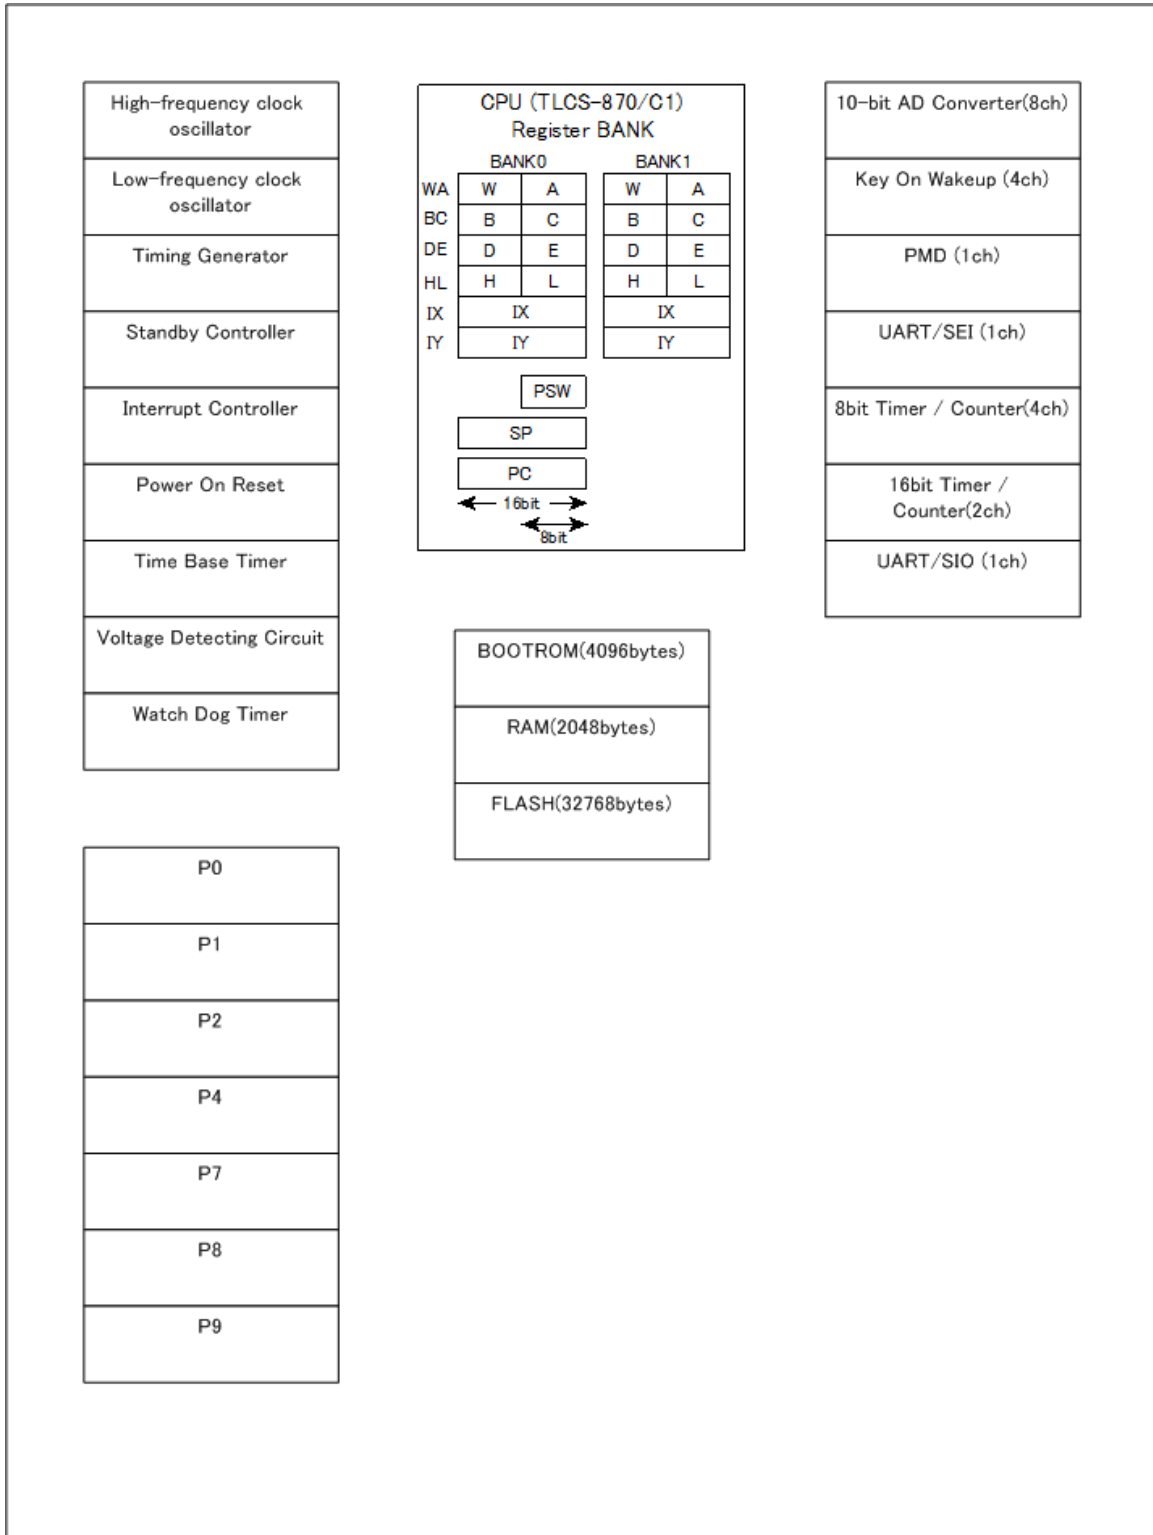 High-frequency clock
oscillator
Low-frequency clock
oscillator
Timing Generator
Standby Controller
Interrupt Controller
Power On Reset
Time Base Timer
Voltage Detecting Circuit
Watch Dog Timer
P0
P1
P2
P4
P7
P8
P9
CPU (TLCS-870/C1)
Register BANK
BANK0 BANK1
WA W A W A
BC B C B C
DE D E D E
HL H L H L
IX IX IX
IY IY IY
PSW
SP
PC
16bit
8bit
BOOTROM(4096bytes)
RAM(2048bytes)
FLASH(32768bytes)
10-bit AD Converter(8ch)
Key On Wakeup (4ch)
PMD (1ch)
UART/SEI (1ch)
8bit Timer / Counter(4ch)
16bit Timer /
Counter(2ch)
UART/SIO (1ch)